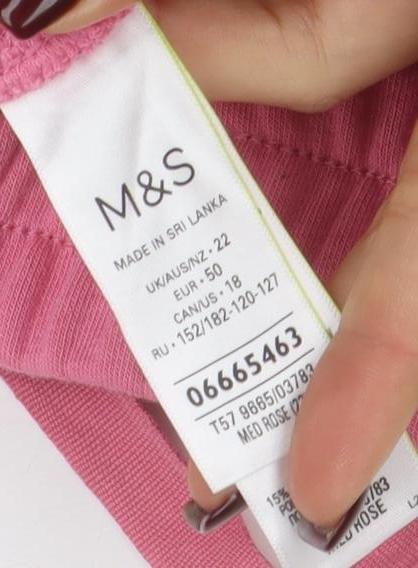 M&S
MADE IN SRI LANKA
UK/AUS/NZ • 22
EUR • 50
CAN/US • 18
RU • 152/182-120-127
06665463
T57 9865/03783
MED ROSE
15%
MED ROSE